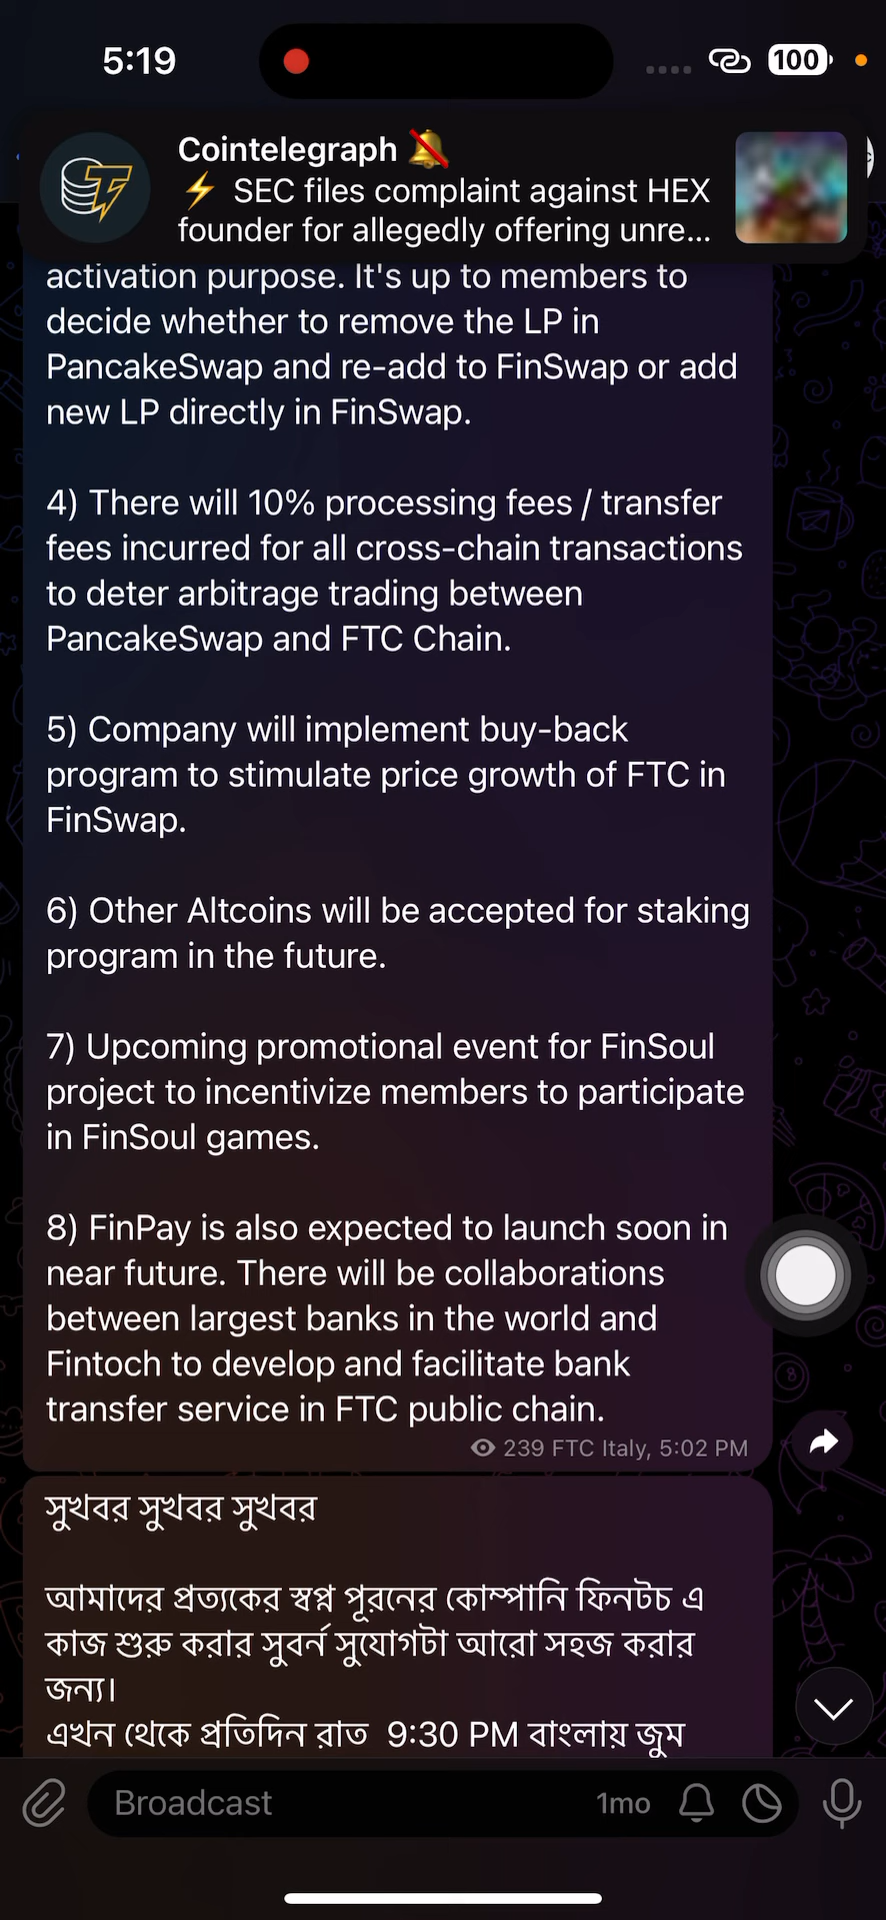 5:19
100
Cointelegraph
⚡ SEC files complaint against HEX
founder for allegedly offering unre...
activation purpose. It's up to members to
decide whether to remove the LP in
PancakeSwap and re-add to FinSwap or add
new LP directly in FinSwap.
4) There will 10% processing fees / transfer
fees incurred for all cross-chain transactions
to deter arbitrage trading between
PancakeSwap and FTC Chain.
5) Company will implement buy-back
program to stimulate price growth of FTC in
FinSwap.
6) Other Altcoins will be accepted for staking
program in the future.
7) Upcoming promotional event for FinSoul
project to incentivize members to participate
in FinSoul games.
8) FinPay is also expected to launch soon in
near future. There will be collaborations
between largest banks in the world and
Fintoch to develop and facilitate bank
transfer service in FTC public chain.
239 FTC Italy, 5:02 PM
সুখবর সুখবর সুখবর
আমাদের প্রত্যকের স্বপ্ন পূরনের কোম্পানি ফিনটচ এ
কাজ শুরু করার সুবর্ন সুযোগটা আরো সহজ করার
জন্য।
এখন থেকে প্রতিদিন রাত 9:30 PM বাংলায় জুম
Broadcast
1mo